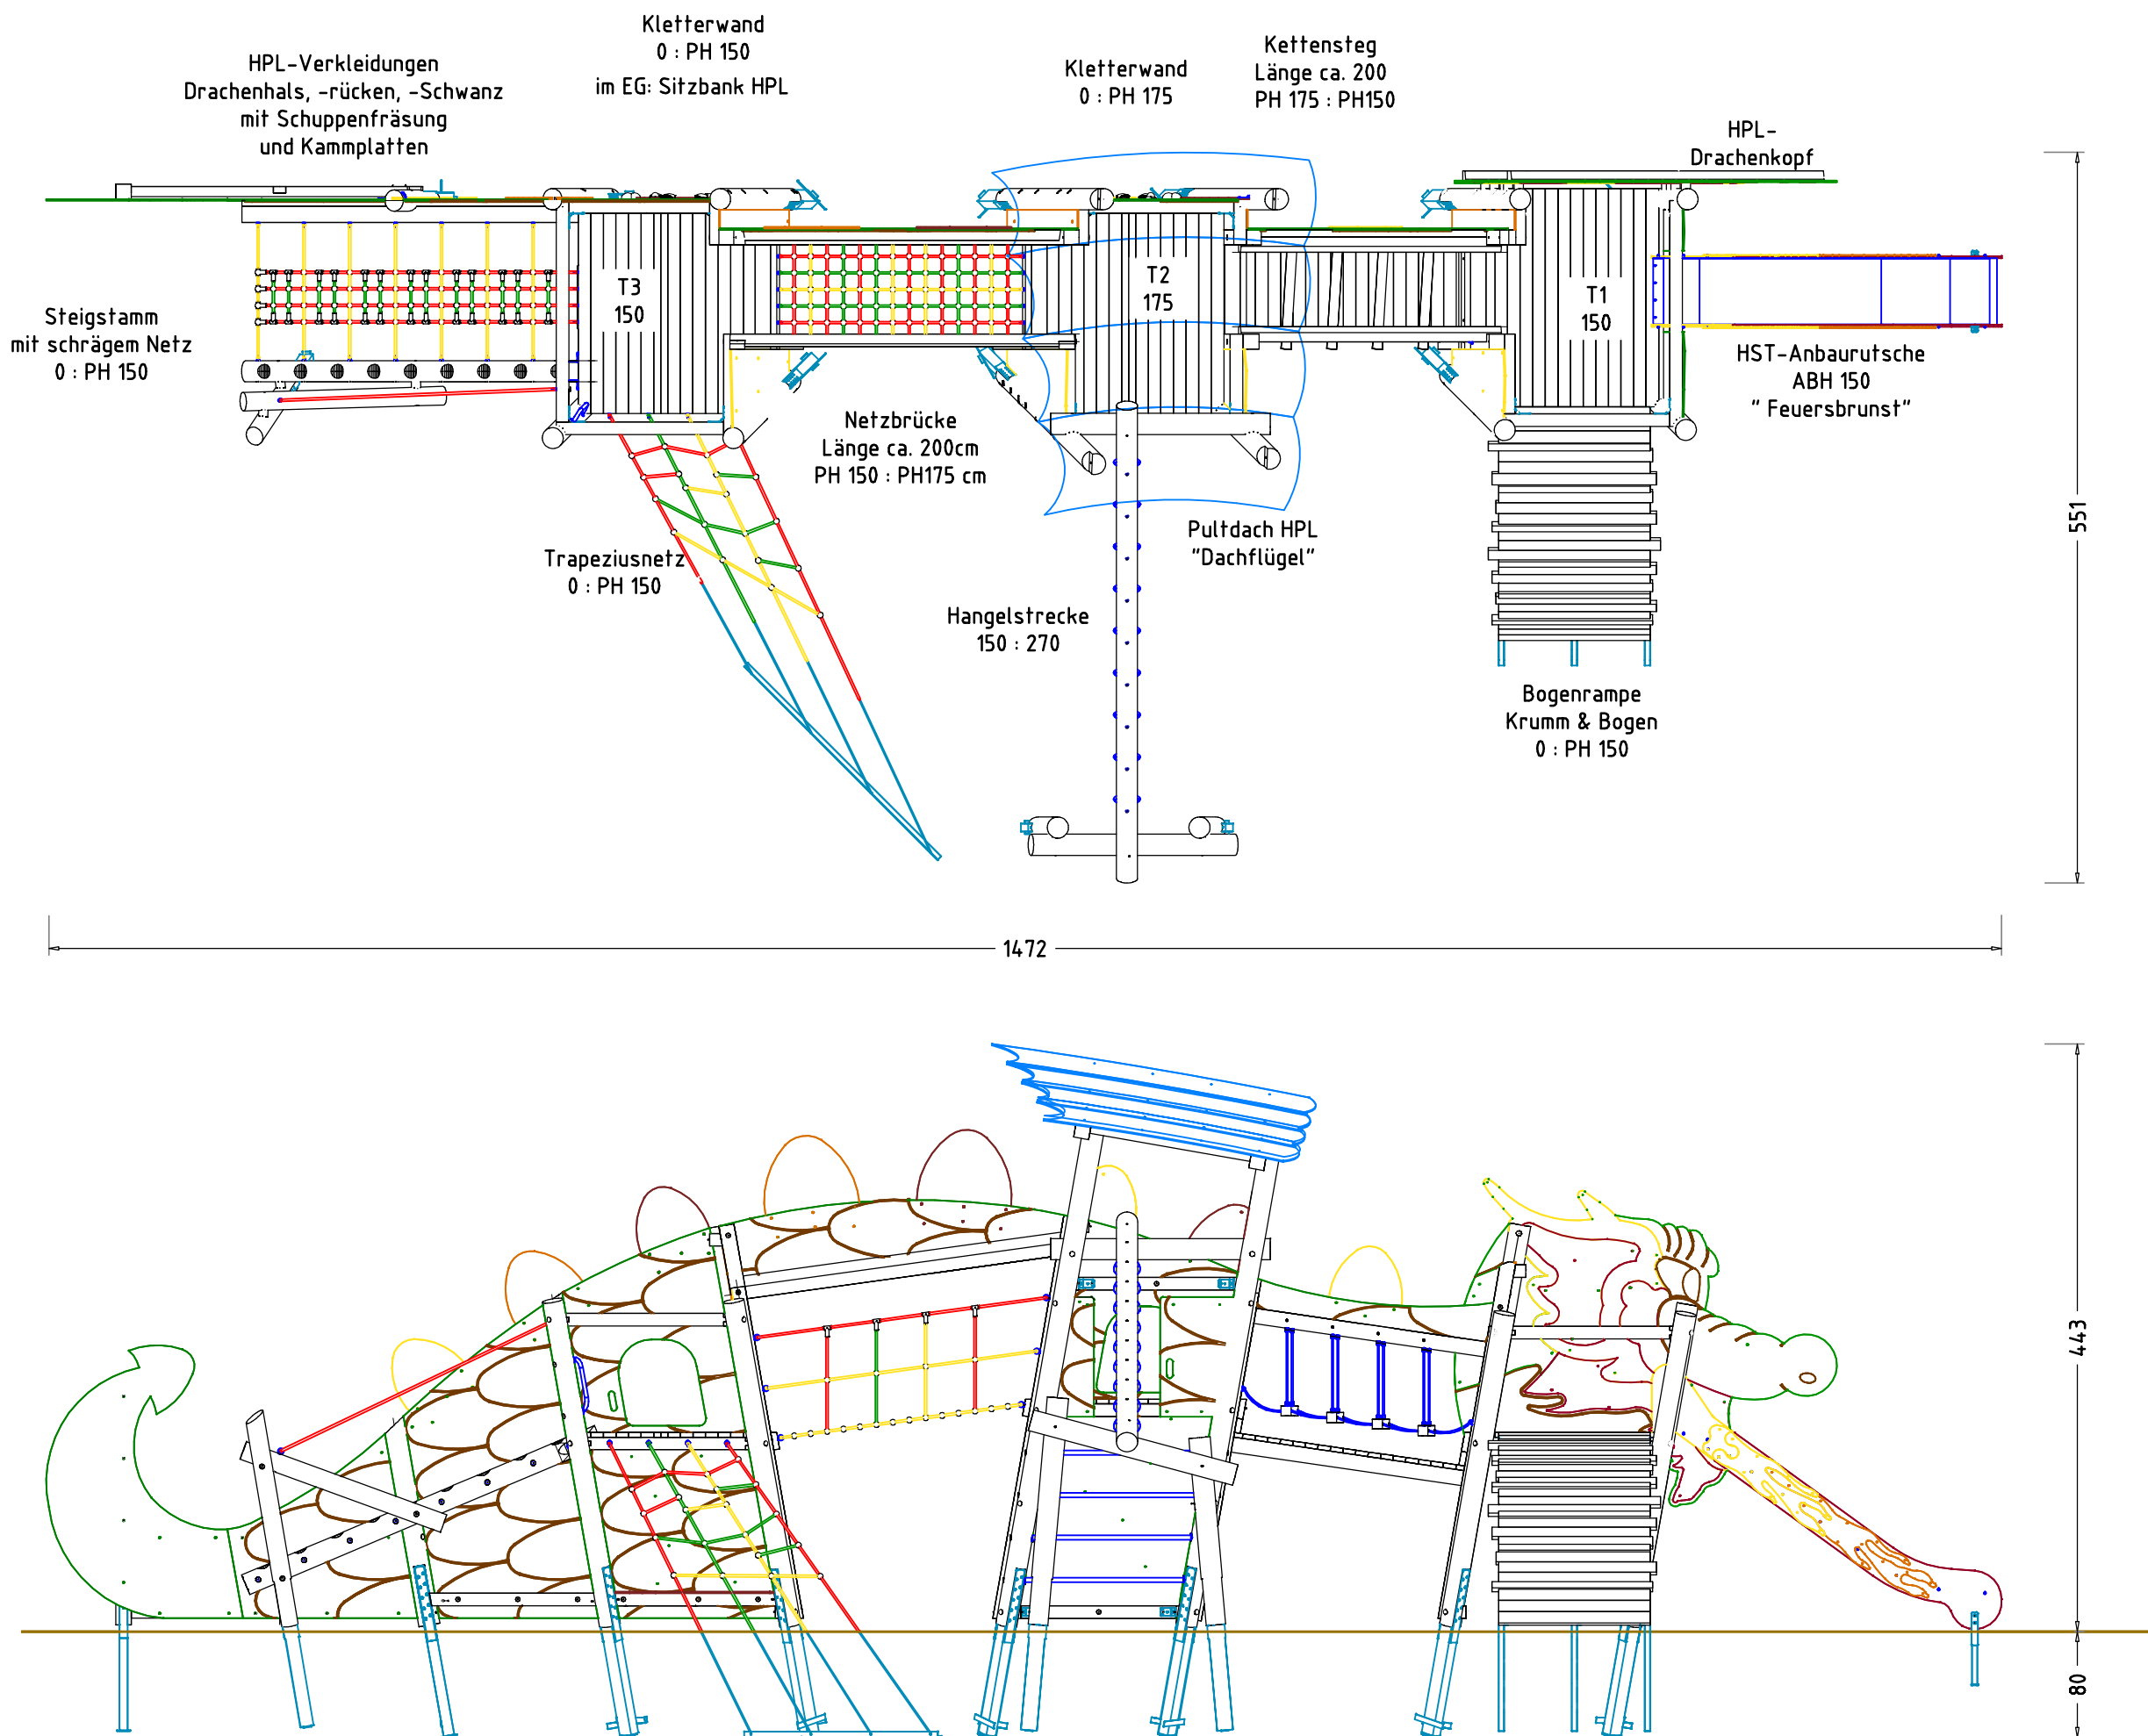 Kletterwand
0 : PH 150
im EG: Sitzbank HPL
HPL-Verkleidungen
Drachenhals, -rücken, -Schwanz
mit Schuppenfräsung
und Kammplatten
Kletterwand
0 : PH 175
Kettensteg
Länge ca. 200
PH 175 : PH150
HPL-
Drachenkopf
T3
150
T2
175
T1
150
Steigstamm
mit schrägem Netz
0 : PH 150
HST-Anbaurutsche
ABH 150
" Feuersbrunst"
Netzbrücke
Länge ca. 200cm
PH 150 : PH175 cm
Pultdach HPL
"Dachflügel"
Trapeziusnetz
0 : PH 150
Hangelstrecke
150 : 270
Bogenrampe
Krumm & Bogen
0 : PH 150
551
1472
443
80